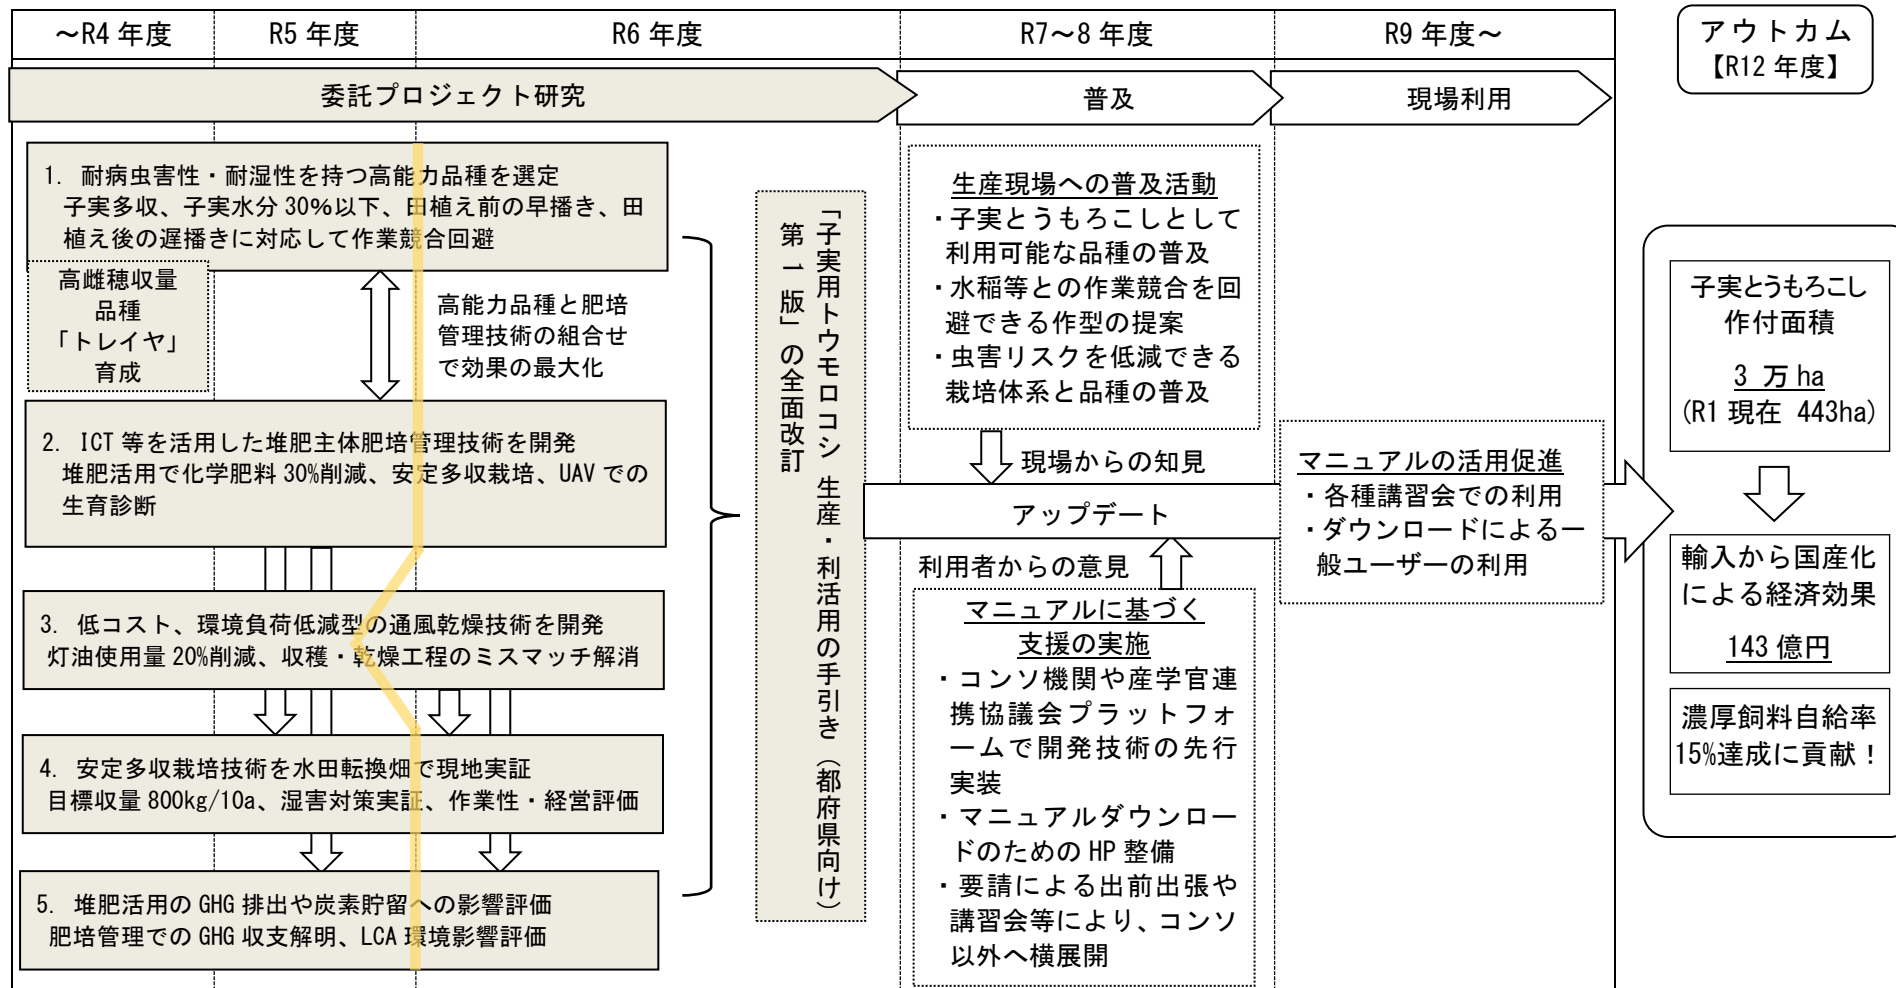 ～R4 年度
R5 年度
R6 年度
R7～8 年度
R9 年度～
アウトカム
【R12 年度】
委託プロジェクト研究
普及
現場利用
1. 耐病虫害性・耐湿性を持つ高能力品種を選定
子実多収、子実水分 30%以下、田植え前の早播き、田
植え後の遅播きに対応して作業競合回避
高雌穂収量
品種
「トレイヤ」
育成
高能力品種と肥培
管理技術の組合せ
で効果の最大化
2. ICT 等を活用した堆肥主体肥培管理技術を開発
堆肥活用で化学肥料 30%削減、安定多収栽培、UAV での
生育診断
3. 低コスト、環境負荷低減型の通風乾燥技術を開発
灯油使用量 20%削減、収穫・乾燥工程のミスマッチ解消
4. 安定多収栽培技術を水田転換畑で現地実証
目標収量 800kg/10a、湿害対策実証、作業性・経営評価
5. 堆肥活用の GHG 排出や炭素貯留への影響評価
肥培管理での GHG 収支解明、LCA 環境影響評価
「子実用トウモロコシ 生産・利活用の手引き（都府県向け）
第 1 版」の全面改訂
生産現場への普及活動
・子実とうもろこしとして
利用可能な品種の普及
・水稲等との作業競合を回
避できる作型の提案
・虫害リスクを低減できる
栽培体系と品種の普及
現場からの知見
アップデート
利用者からの意見
マニュアルに基づく
支援の実施
・コンソ機関や産学官連
携協議会プラットフォ
ームで開発技術の先行
実装
・マニュアルダウンロー
ドのための HP 整備
・要請による出前出張や
講習会等により、コンソ
以外へ横展開
マニュアルの活用促進
・各種講習会での利用
・ダウンロードによる一
般ユーザーの利用
子実とうもろこし
作付面積
3 万 ha
(R1 現在 443ha)
輸入から国産化
による経済効果
143 億円
濃厚飼料自給率
15%達成に貢献！